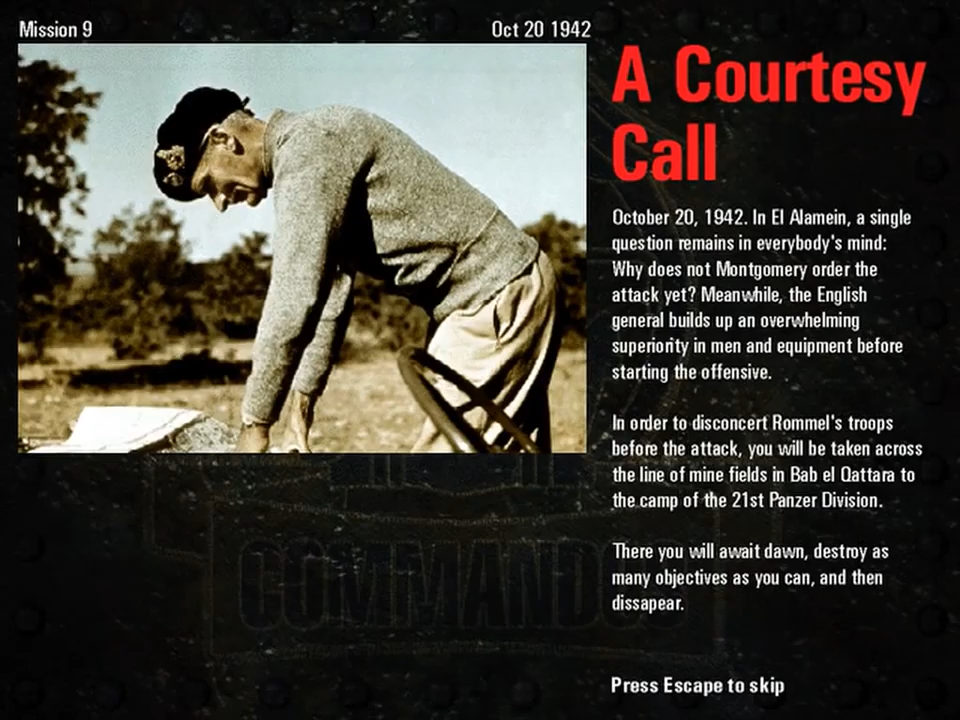 Mission 9
Oct 20 1942
A Courtesy
Call
October 20, 1942. In El Alamein, a single
question remains in everybody's mind:
Why does not Montgomery order the
attack yet? Meanwhile, the English
general builds up an overwhelming
superiority in men and equipment before
starting the offensive.
In order to disconcert Rommel's troops
before the attack, you will be taken across
the line of mine fields in Bab el Qattara to
the camp of the 21st Panzer Division.
There you will await dawn, destroy as
many objectives as you can, and then
dissapear.
COMMANDOS
Press Escape to skip